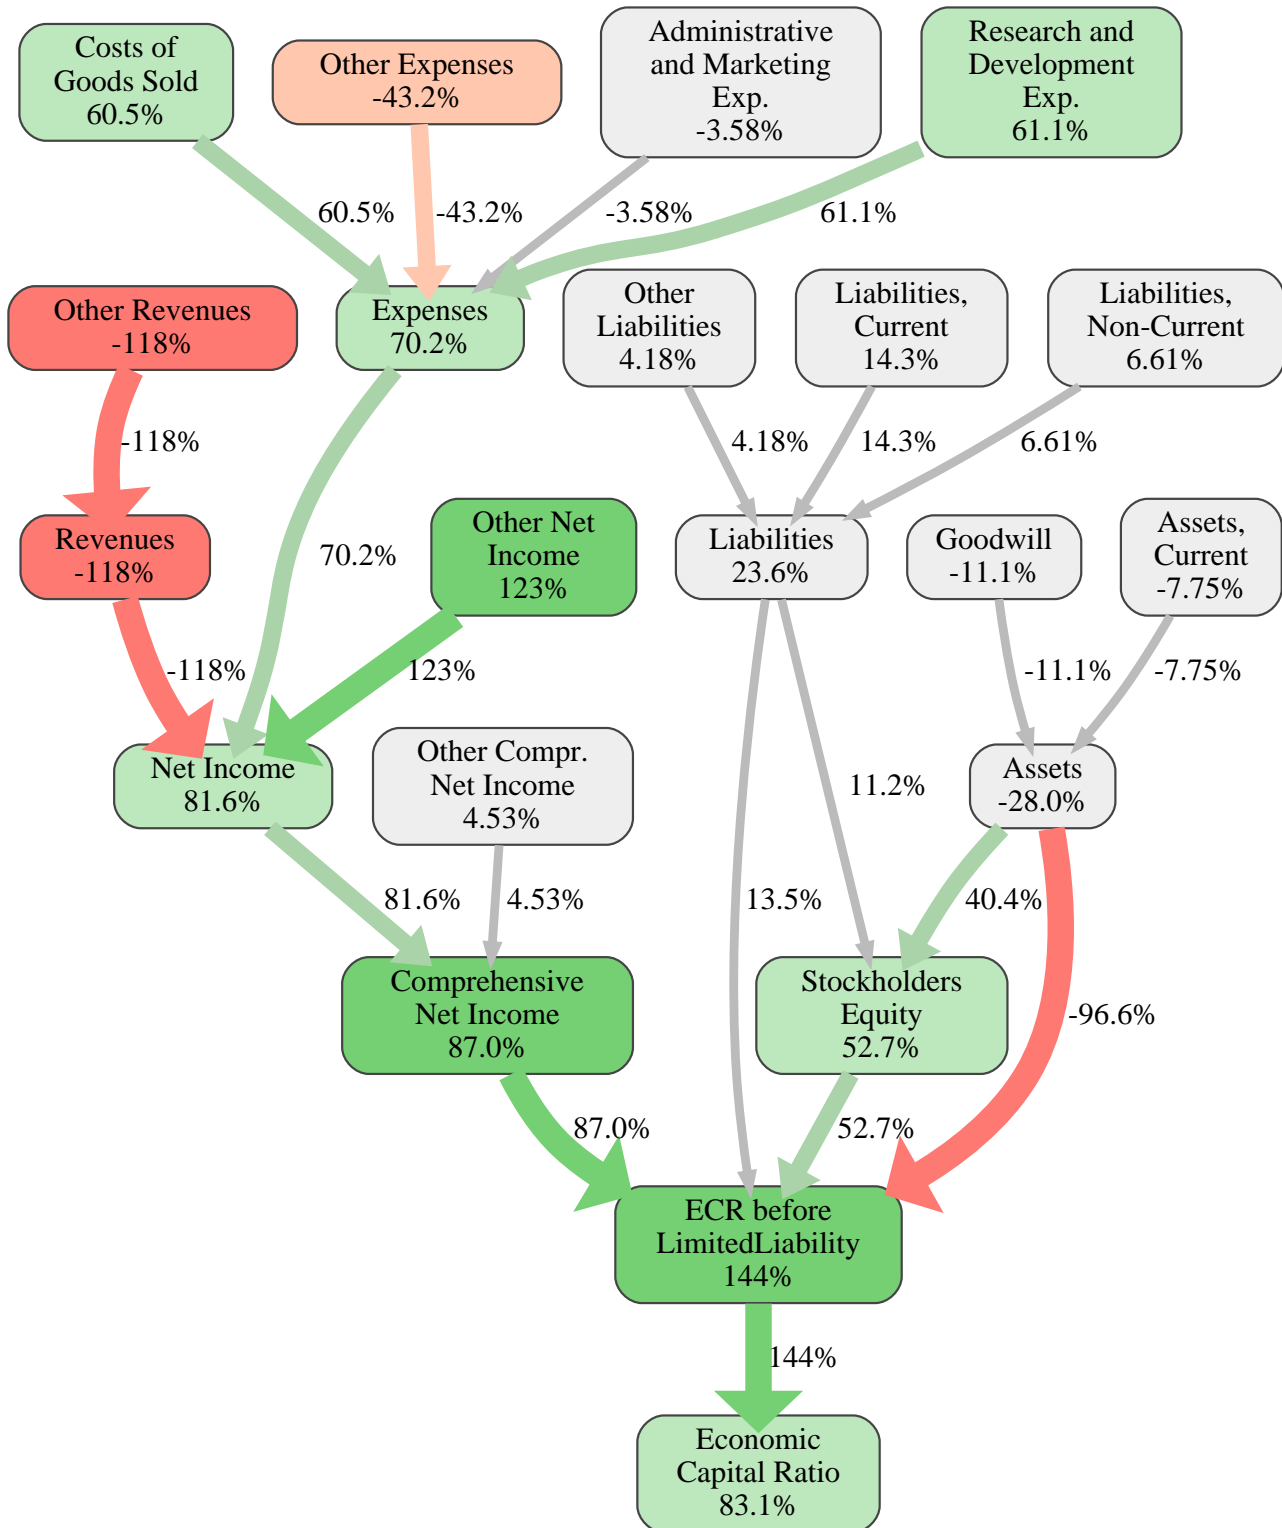 Costs of
Goods Sold
60.5%
Other Expenses
-43.2%
Administrative
and Marketing
Exp.
-3.58%
Research and
Development
Exp.
61.1%
60.5%
-43.2%
-3.58%
61.1%
Other Revenues
-118%
Expenses
70.2%
Other
Liabilities
4.18%
Liabilities,
Current
14.3%
Liabilities,
Non-Current
6.61%
-118%
4.18%
14.3%
6.61%
Revenues
-118%
70.2%
Other Net
Income
123%
Liabilities
23.6%
Goodwill
-11.1%
Assets,
Current
-7.75%
-118%
123%
-11.1%
-7.75%
Net Income
81.6%
Other Compr.
Net Income
4.53%
11.2%
Assets
-28.0%
81.6%
4.53%
13.5%
40.4%
Comprehensive
Net Income
87.0%
Stockholders
Equity
52.7%
-96.6%
87.0%
52.7%
ECR before
LimitedLiability
144%
144%
Economic
Capital Ratio
83.1%